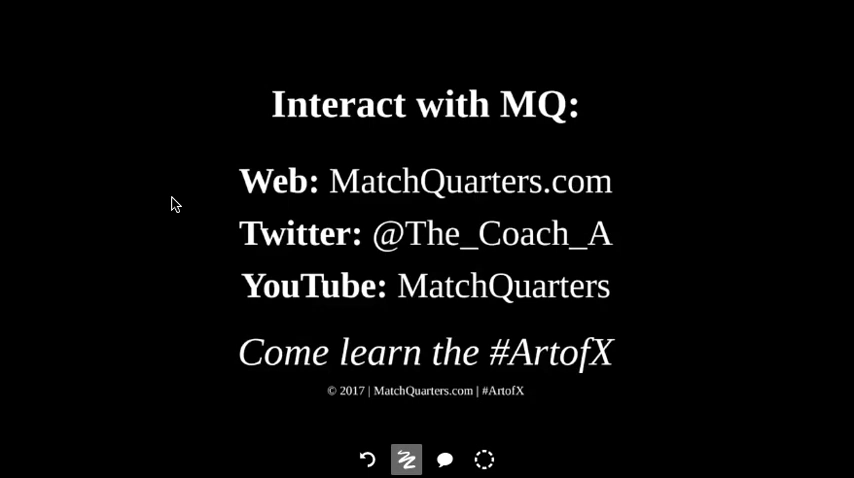 Interact with MQ:
Web: MatchQuarters.com
Twitter: @The_Coach_A
YouTube: MatchQuarters
Come learn the #ArtofX
© 2017 | MatchQuarters.com | #ArtofX